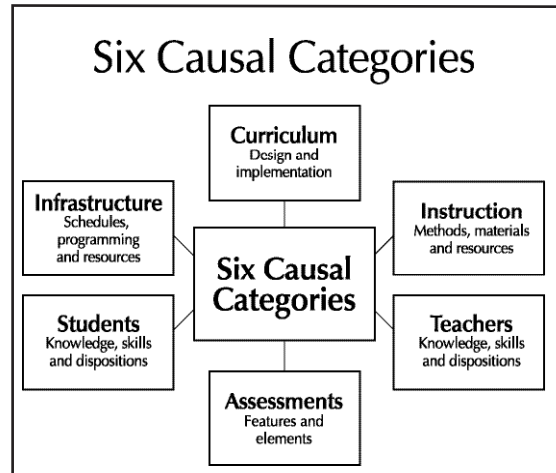 Six Causal Categories
Curriculum
Design and
implementation
Infrastructure
Schedules,
programming
and resources
Instruction
Methods, materials
and resources
Six Causal
Categories
Students
Knowledge, skills
and dispositions
Teachers
Knowledge, skills
and dispositions
Assessments
Features and
elements